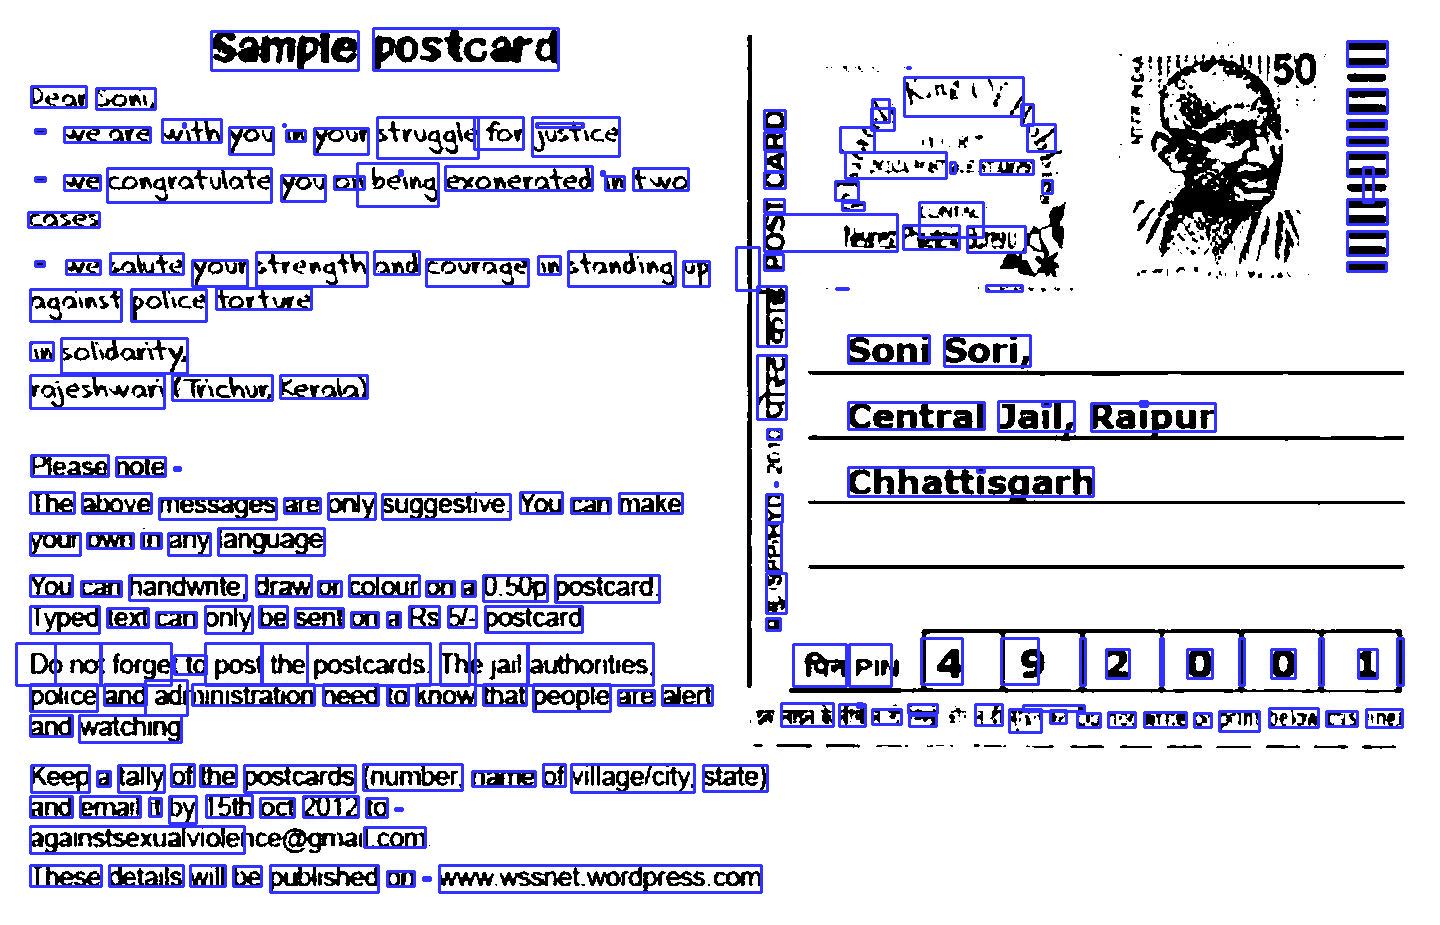 Sample postcard
Dear Soni,
- we are with you in your struggle for justice
- we congratulate you on being exonerated in two
cases
- we salute your strength and courage in standing up
against police torture
in solidarity,
rajeshwari (Trichur, Kerala)
Please note -
The above messages are only suggestive. You can make
your own in any language
You can handwrite, draw or colour on a 0.50p postcard.
Typed text can only be sent on a Rs 5/- postcard
Do not forget to post the postcards. The jail authorities,
police and administration need to know that people are alert
and watching
Keep a tally of the postcards (number, name of village/city, state)
and email it by 15th oct 2012 to -
againstsexualviolence@gmail.com
These details will be published on - www.wssnet.wordpress.com
पोस्ट कार्ड POST CARD
50
Soni Sori,
Central Jail, Raipur
Chhattisgarh
पिन PIN 4 9 2 0 0 1
write or print below this line